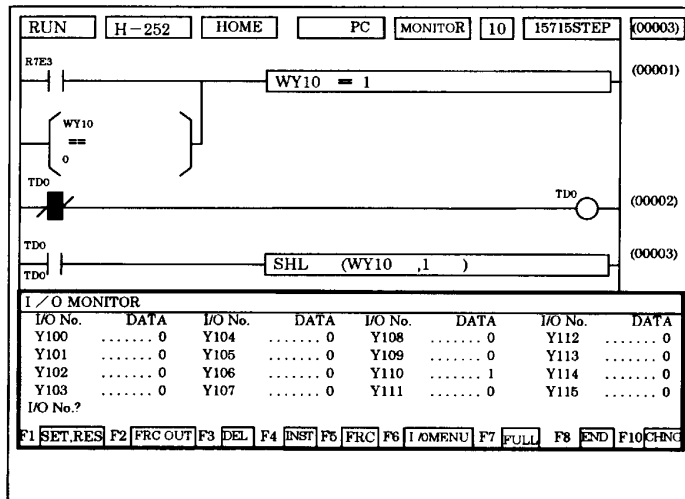 RUN H-252 HOME PC MONITOR 10 15715STEP (00003)
R7E3
WY10 == 1 (00001)
WY10
==
0
TD0 TD0 (00002)
TD0
TD0 SHL (WY10 ,1 ) (00003)
I/O MONITOR
I/O No. DATA I/O No. DATA I/O No. DATA I/O No. DATA
Y100 ....... 0 Y104 ....... 0 Y108 ....... 0 Y112 ....... 0
Y101 ....... 0 Y105 ....... 0 Y109 ....... 0 Y113 ....... 0
Y102 ....... 0 Y106 ....... 0 Y110 ....... 1 Y114 ....... 0
Y103 ....... 0 Y107 ....... 0 Y111 ....... 0 Y115 ....... 0
I/O No.?
F1 SET,RES F2 FRC OUT F3 DEL F4 INST F5 FRC F6 I/OMENU F7 FULL F8 END F10 CHNG